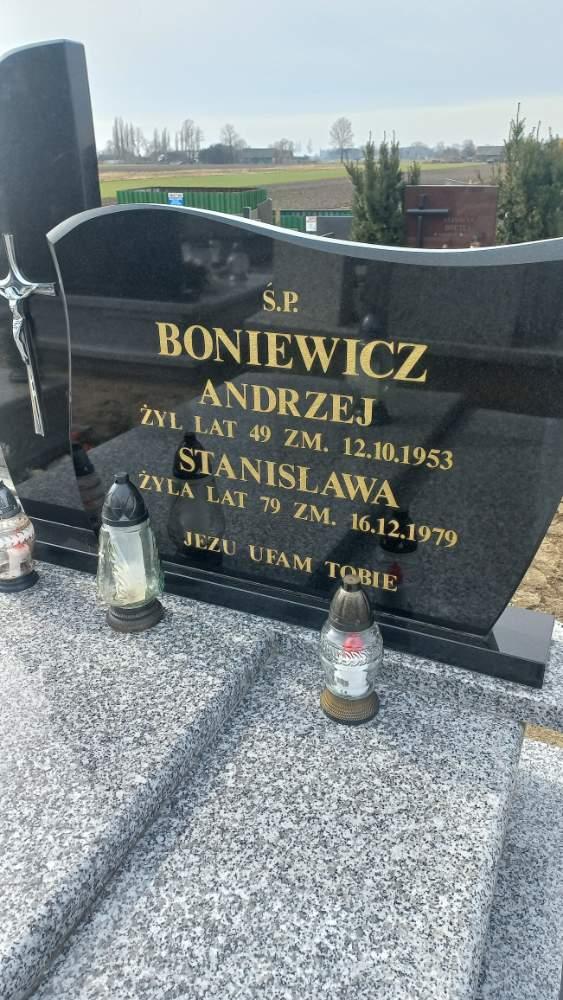 Ś.P.
BONIEWICZ
ANDRZEJ
ŻYŁ LAT 49 ZM. 12.10.1953
STANISŁAWA
ŻYŁA LAT 79 ZM. 16.12.1979
JEZU UFAM TOBIE